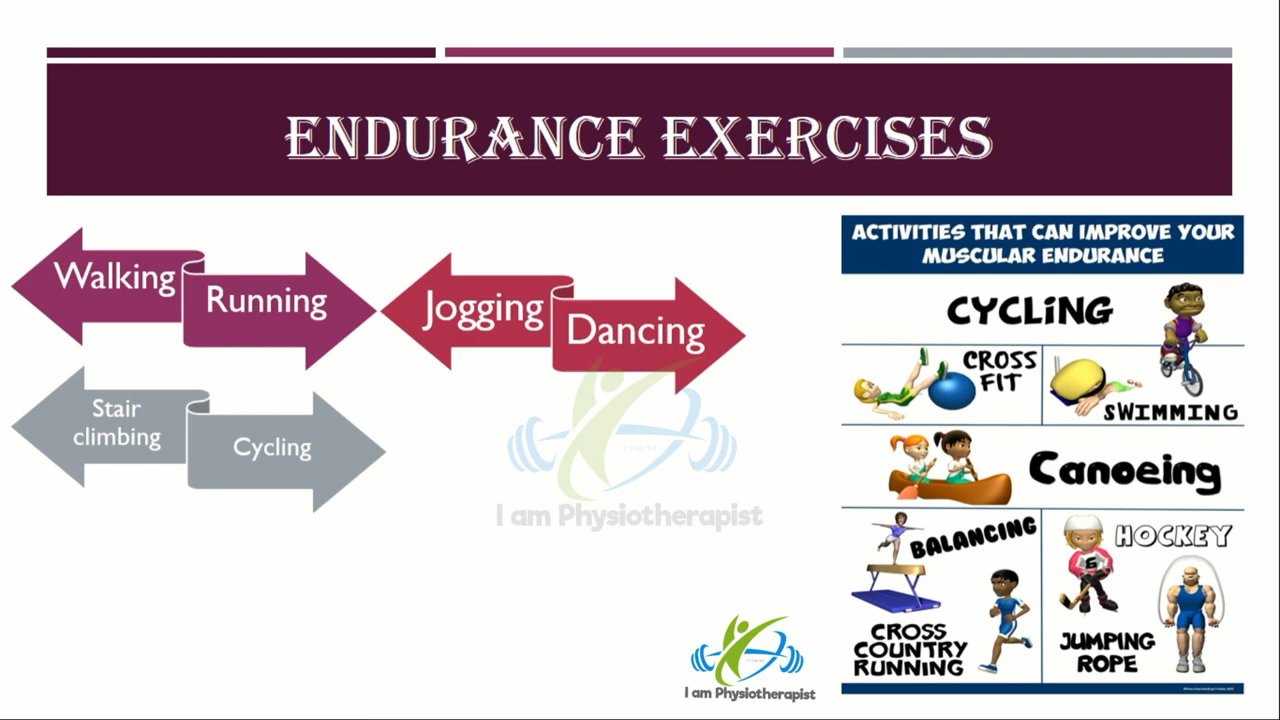 ENDURANCE EXERCISES
Walking
Running
Jogging
Dancing
Stair
climbing
Cycling
I am Physiotherapist
ACTIVITIES THAT CAN IMPROVE YOUR
MUSCULAR ENDURANCE
CYCLING
CROSS
FIT
SWIMMING
Canoeing
BALANCING
HOCKEY
6
CROSS
COUNTRY
RUNNING
JUMPING
ROPE
I am Physiotherapist